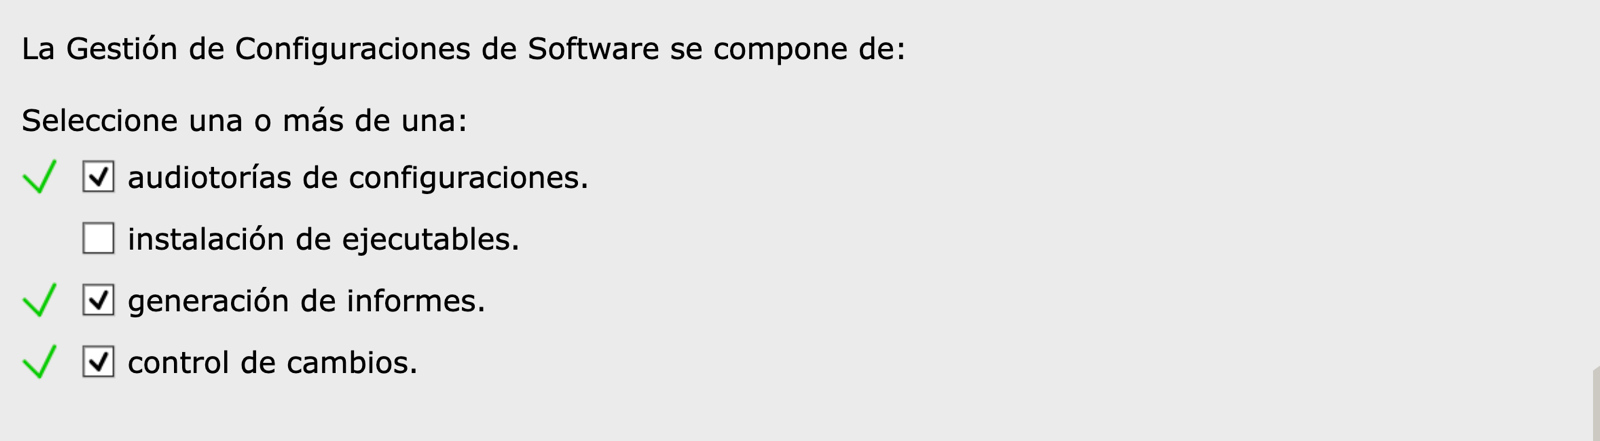 La Gestión de Configuraciones de Software se compone de:
Seleccione una o más de una:
audiotorías de configuraciones.
instalación de ejecutables.
generación de informes.
control de cambios.